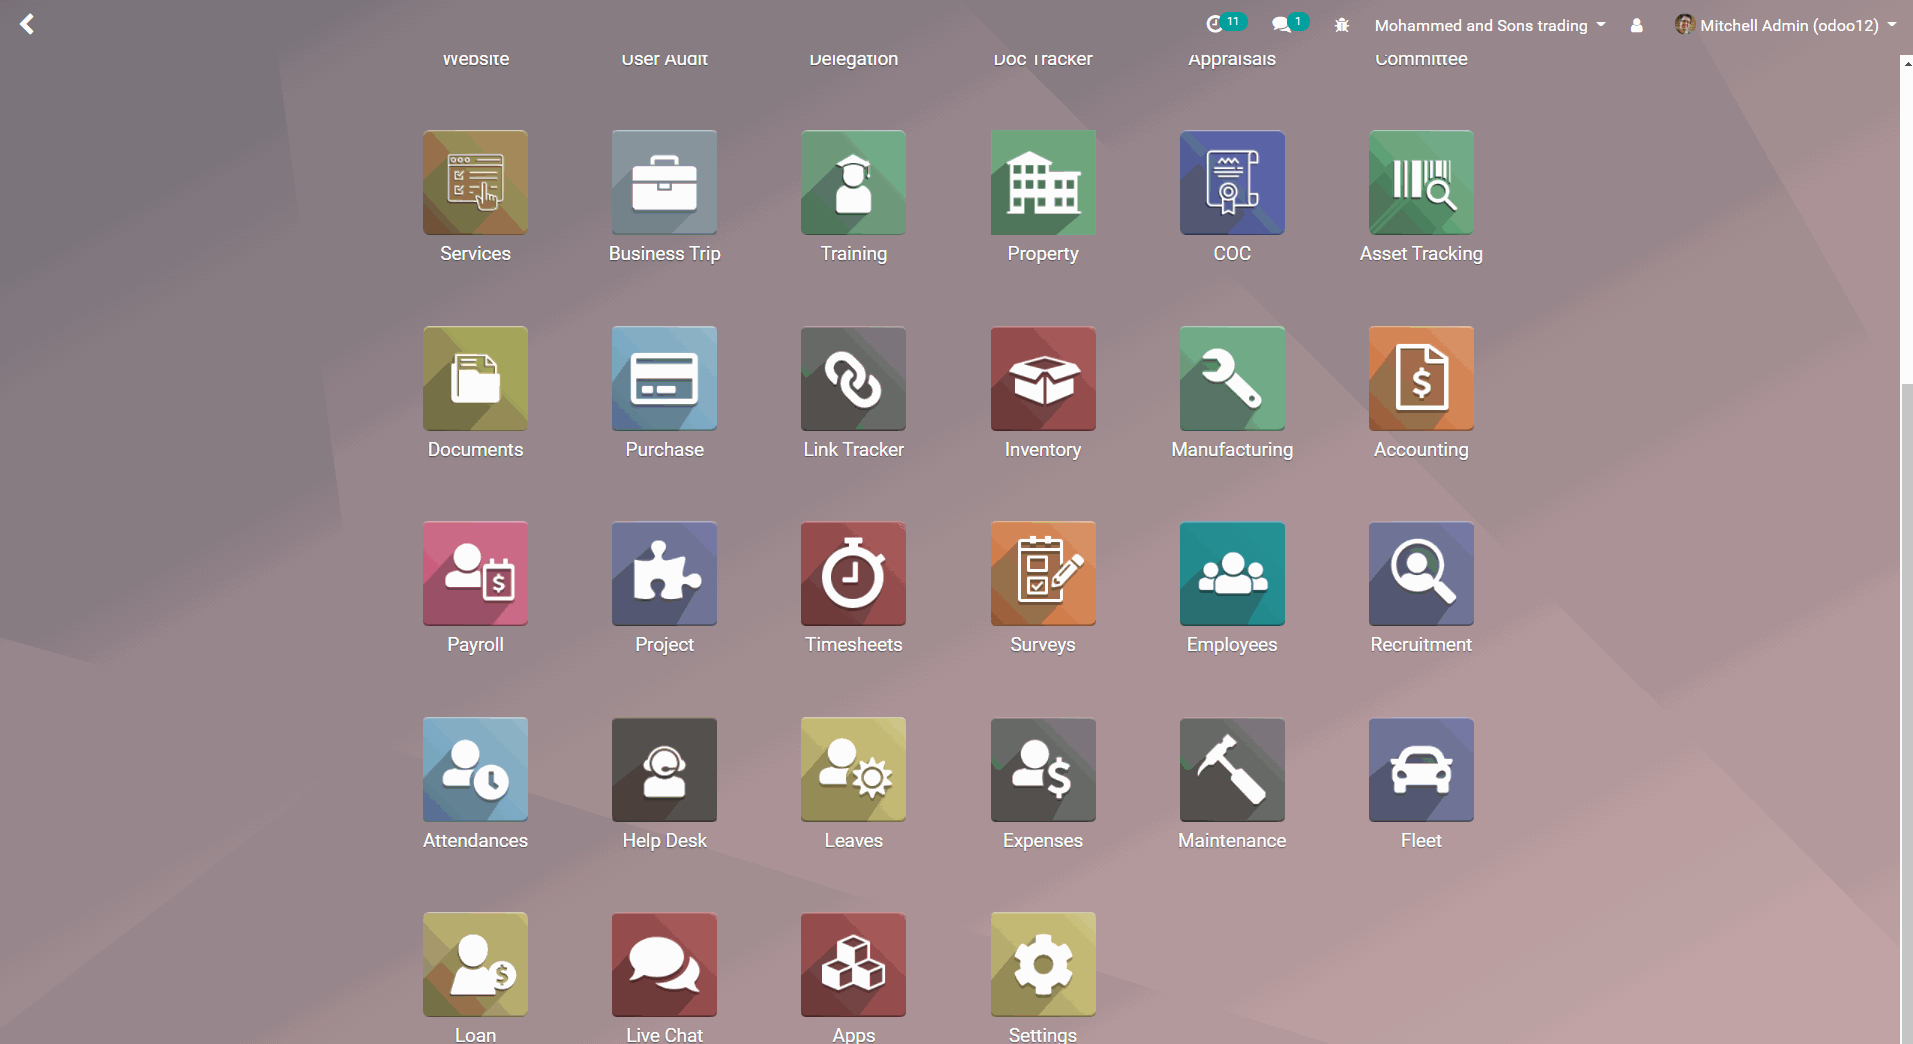 11
1
Mohammed and Sons trading
Mitchell Admin (odoo12)
Website
User Audit
Delegation
Doc Tracker
Appraisals
Committee
Services
Business Trip
Training
Property
COC
Asset Tracking
Documents
Purchase
Link Tracker
Inventory
Manufacturing
Accounting
Payroll
Project
Timesheets
Surveys
Employees
Recruitment
Attendances
Help Desk
Leaves
Expenses
Maintenance
Fleet
Loan
Live Chat
Apps
Settings